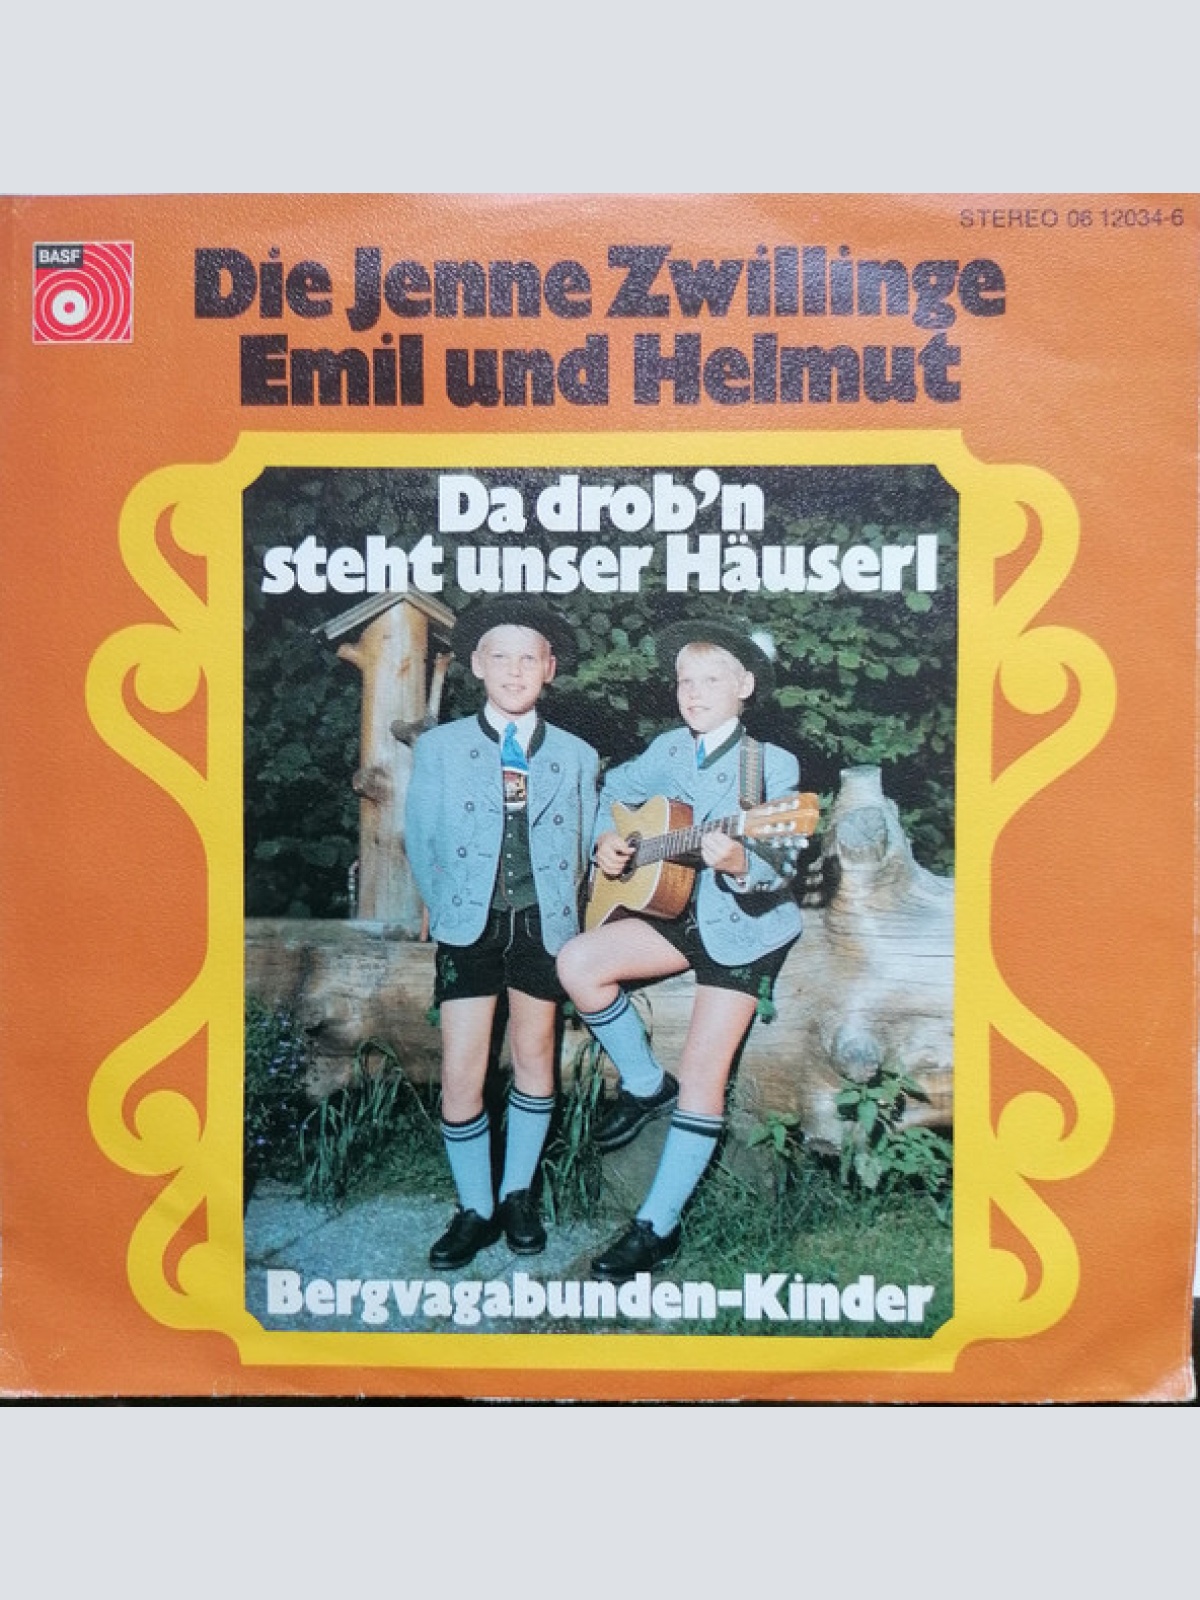 STEREO 06 12034-6
BASF
Die Jenne Zwillinge
Emil und Helmut
Da drob'n
steht unser Häuserl
Bergvagabunden-Kinder